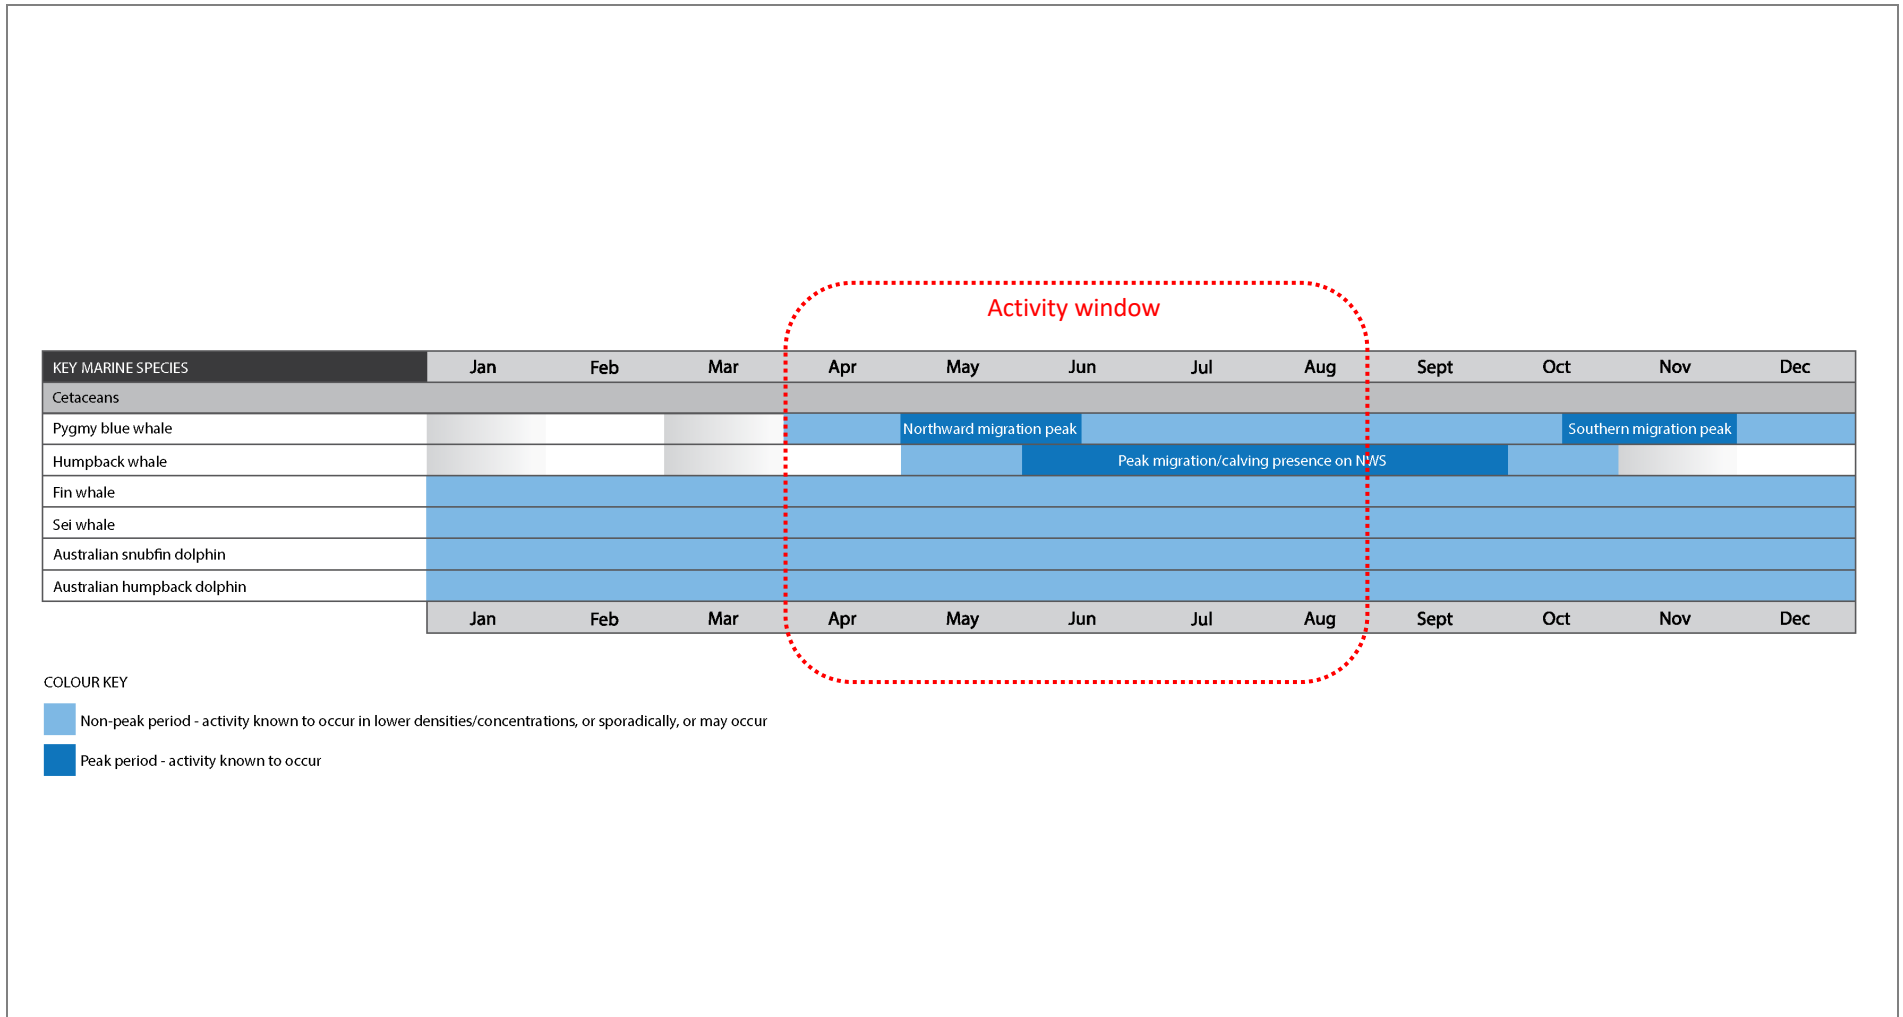 Activity window
KEY MARINE SPECIES Jan Feb Mar Apr May Jun Jul Aug Sept Oct Nov Dec
Cetaceans
Pygmy blue whale Northward migration peak Southern migration peak
Humpback whale Peak migration/calving presence on NWS
Fin whale
Sei whale
Australian snubfin dolphin
Australian humpback dolphin
Jan Feb Mar Apr May Jun Jul Aug Sept Oct Nov Dec
COLOUR KEY
Non-peak period - activity known to occur in lower densities/concentrations, or sporadically, or may occur
Peak period - activity known to occur